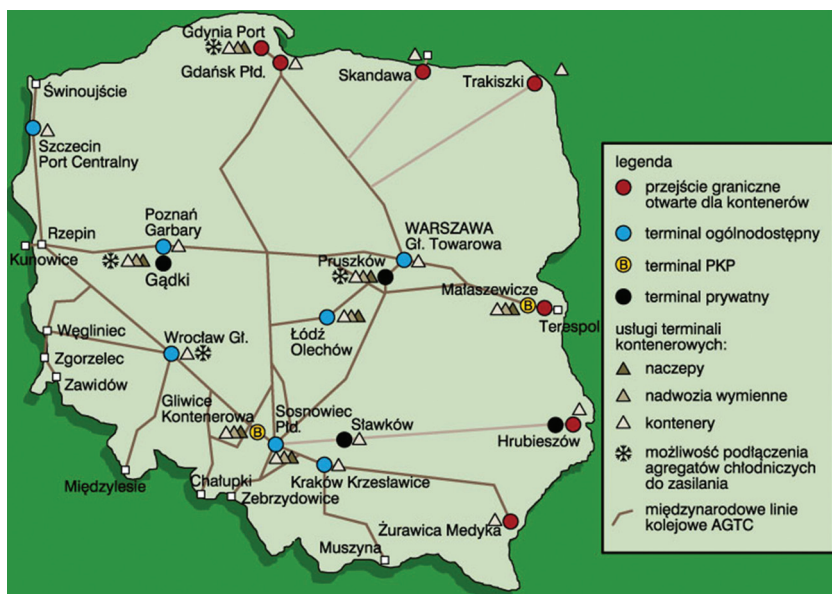 Gdynia Port
Gdańsk Płd.
Skandawa
Trakiszki
Świnoujście
Szczecin
Port Centralny
Rzepin
Kunowice
Poznań
Garbary
Gądki
WARSZAWA
Gł. Towarowa
Pruszków
Małaszewicze
B
Terespol
Łódź
Olechów
Węgliniec
Zgorzelec
Zawidów
Wrocław Gł.
Gliwice
Kontenerowa
B
Sosnowiec
Płd.
Sławków
Hrubieszów
Międzylesie
Chałupki
Zebrzydowice
Kraków Krzesławice
Żurawica Medyka
Muszyna
legenda
przejście graniczne
otwarte dla kontenerów
terminal ogólnodostępny
B
terminal PKP
terminal prywatny
usługi terminali
kontenerowych:
naczepy
nadwozia wymienne
kontenery
możliwość podłączenia
agregatów chłodniczych
do zasilania
międzynarodowe linie
kolejowe AGTC